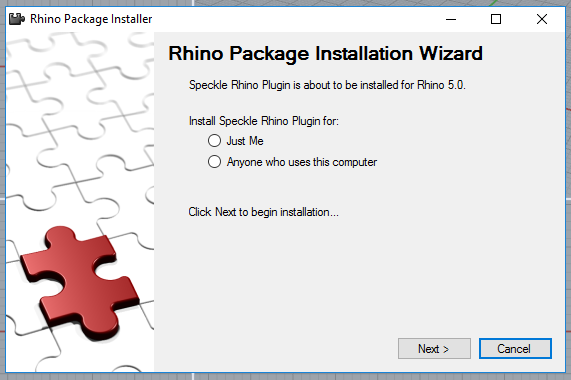 Rhino Package Installer
Rhino Package Installation Wizard
Speckle Rhino Plugin is about to be installed for Rhino 5.0.
Install Speckle Rhino Plugin for:
Just Me
Anyone who uses this computer
Click Next to begin installation...
Next >
Cancel